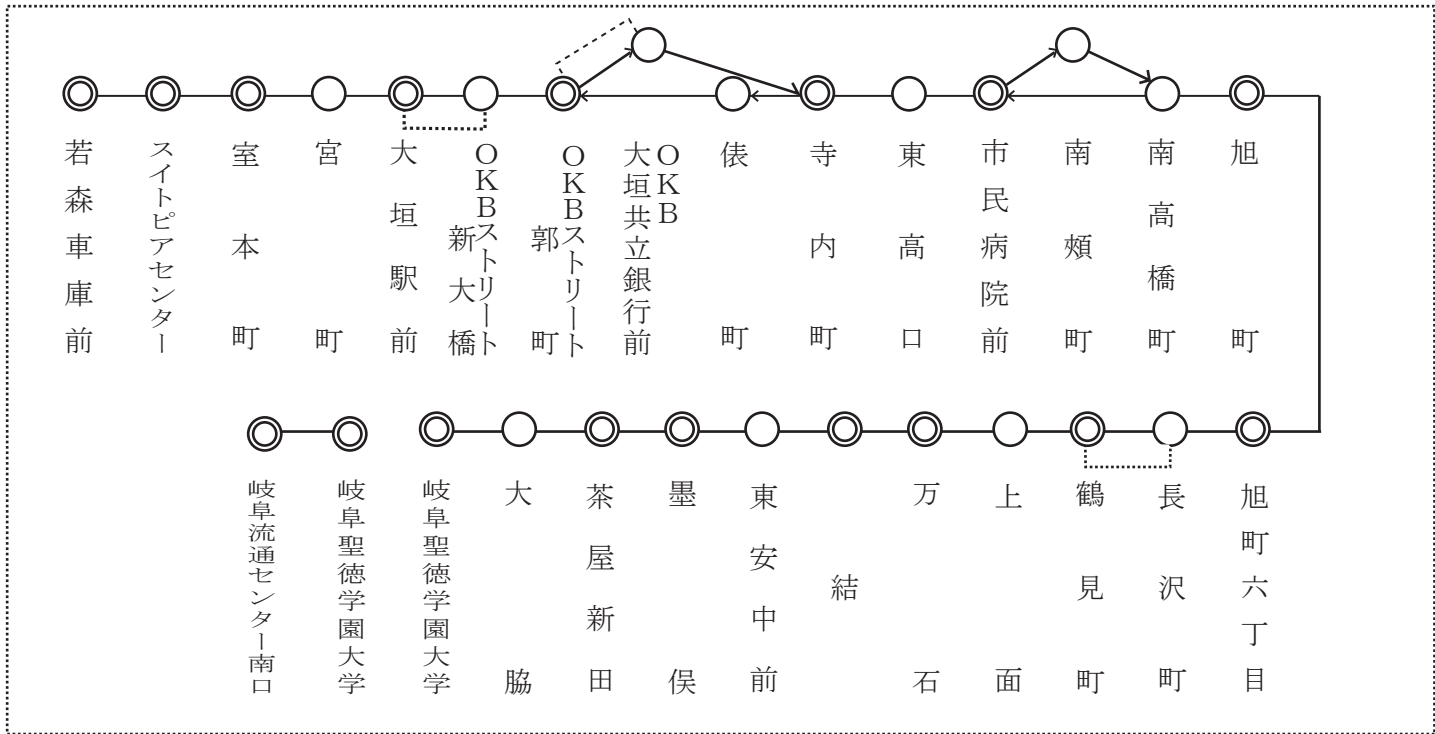 若森車庫前
スイトピアセンター
室本町
宮町
大垣駅前
OKBストリート
新大橋
OKBストリート
郭町
OKB
大垣共立銀行前
俵町
寺内町
東高口
市民病院前
南頰町
南高橋町
旭町
岐阜流通センター南口
岐阜聖徳学園大学
岐阜聖徳学園大学
大脇
茶屋新田
墨俣
東安中前
結
万石
上面
鶴見町
長沢町
旭町六丁目